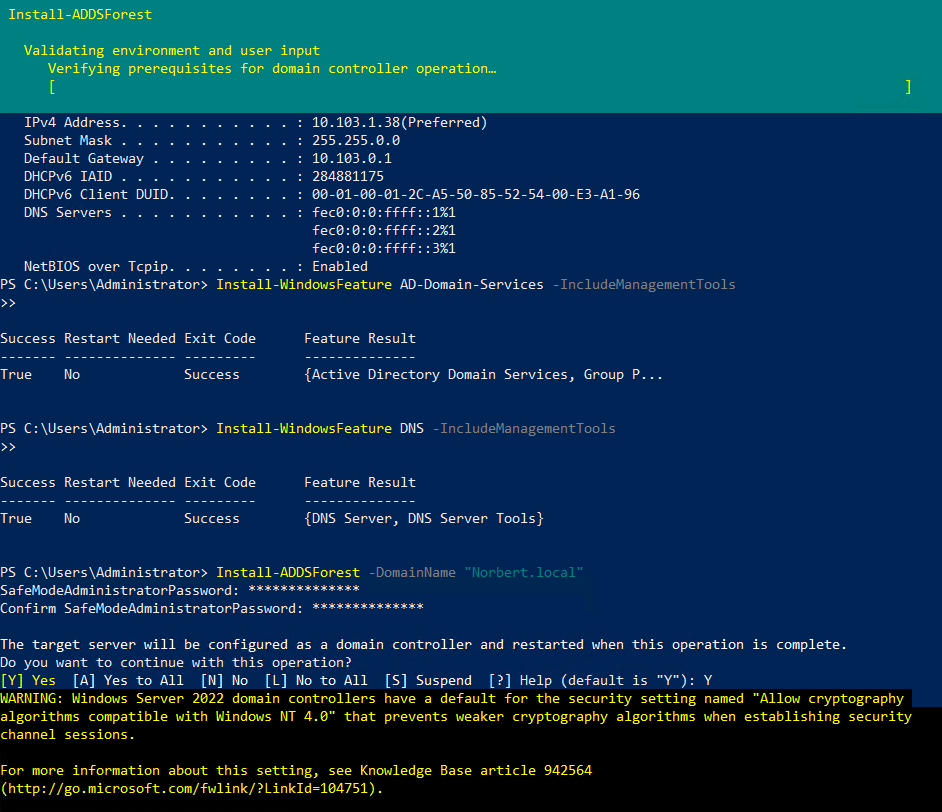 Install-ADDSForest
Validating environment and user input
Verifying prerequisites for domain controller operation…
[ ]
IPv4 Address. . . . . . . . . . . : 10.103.1.38(Preferred)
Subnet Mask . . . . . . . . . . . : 255.255.0.0
Default Gateway . . . . . . . . . : 10.103.0.1
DHCPv6 IAID . . . . . . . . . . . : 284881175
DHCPv6 Client DUID. . . . . . . . : 00-01-00-01-2C-A5-50-85-52-54-00-E3-A1-96
DNS Servers . . . . . . . . . . . : fec0:0:0:ffff::1%1
fec0:0:0:ffff::2%1
fec0:0:0:ffff::3%1
NetBIOS over Tcpip. . . . . . . . : Enabled
PS C:\Users\Administrator> Install-WindowsFeature AD-Domain-Services -IncludeManagementTools
>>
Success Restart Needed Exit Code      Feature Result
------- -------------- ---------      --------------
True    No             Success        {Active Directory Domain Services, Group P...
PS C:\Users\Administrator> Install-WindowsFeature DNS -IncludeManagementTools
>>
Success Restart Needed Exit Code      Feature Result
------- -------------- ---------      --------------
True    No             Success        {DNS Server, DNS Server Tools}
PS C:\Users\Administrator> Install-ADDSForest -DomainName "Norbert.local"
SafeModeAdministratorPassword: **************
Confirm SafeModeAdministratorPassword: **************
The target server will be configured as a domain controller and restarted when this operation is complete.
Do you want to continue with this operation?
[Y] Yes  [A] Yes to All  [N] No  [L] No to All  [S] Suspend  [?] Help (default is "Y"): Y
WARNING: Windows Server 2022 domain controllers have a default for the security setting named "Allow cryptography
algorithms compatible with Windows NT 4.0" that prevents weaker cryptography algorithms when establishing security
channel sessions.
For more information about this setting, see Knowledge Base article 942564
(http://go.microsoft.com/fwlink/?LinkId=104751).